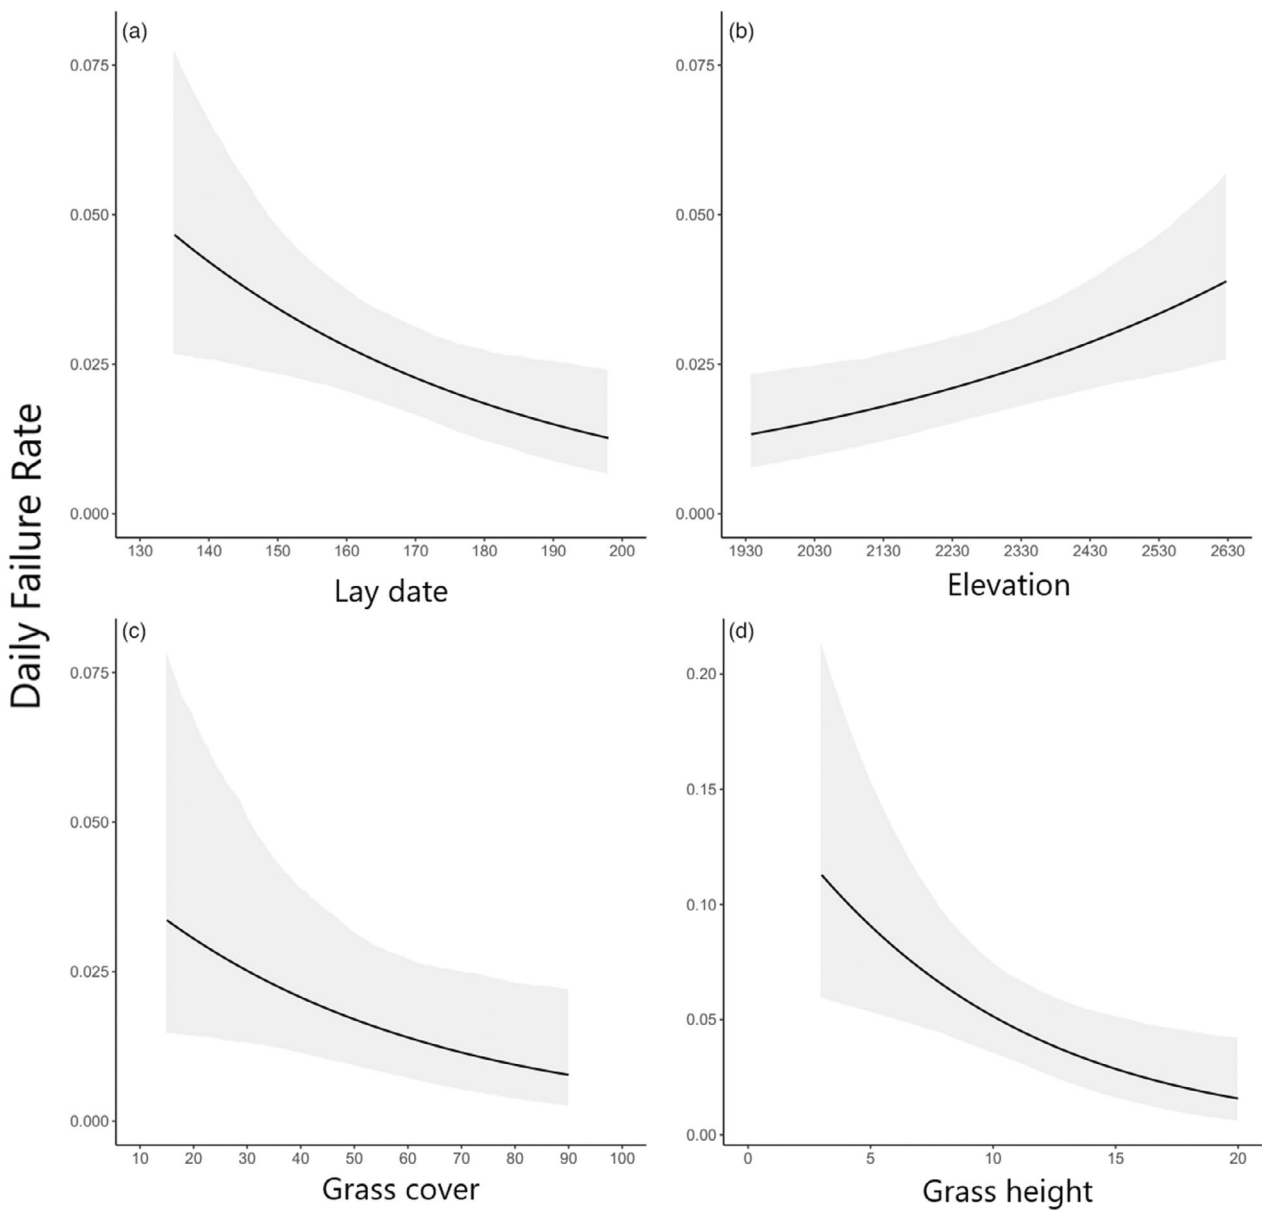 Daily Failure Rate
(a)
0.075
0.050
0.025
0.000
130 140 150 160 170 180 190 200
Lay date
(b)
0.075
0.050
0.025
0.000
1930 2030 2130 2230 2330 2430 2530 2630
Elevation
(c)
0.075
0.050
0.025
0.000
10 20 30 40 50 60 70 80 90 100
Grass cover
(d)
0.20
0.15
0.10
0.05
0.00
0 5 10 15 20
Grass height